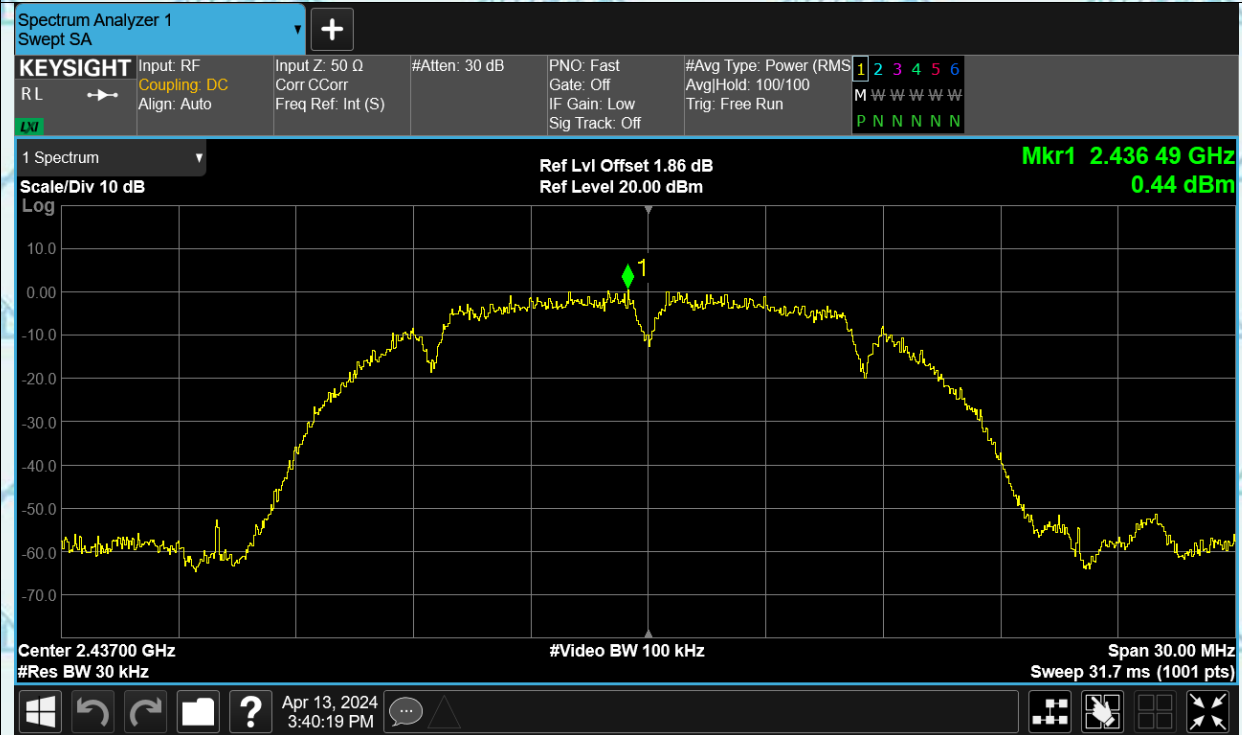 Spectrum Analyzer 1
Swept SA
KEYSIGHT
R L
LXI
Input: RF
Coupling: DC
Align: Auto
Input Z: 50 Ω
Corr CCorr
Freq Ref: Int (S)
#Atten: 30 dB
PNO: Fast
Gate: Off
IF Gain: Low
Sig Track: Off
#Avg Type: Power (RMS
Avg|Hold: 100/100
Trig: Free Run
1 2 3 4 5 6
M W W W W W
P N N N N N
1 Spectrum
Scale/Div 10 dB
Log
Ref Lvl Offset 1.86 dB
Ref Level 20.00 dBm
Mkr1 2.436 49 GHz
0.44 dBm
10.0
0.00
-10.0
-20.0
-30.0
-40.0
-50.0
-60.0
-70.0
1
Center 2.43700 GHz
#Video BW 100 kHz
Span 30.00 MHz
#Res BW 30 kHz
Sweep 31.7 ms (1001 pts)
?
Apr 13, 2024
3:40:19 PM